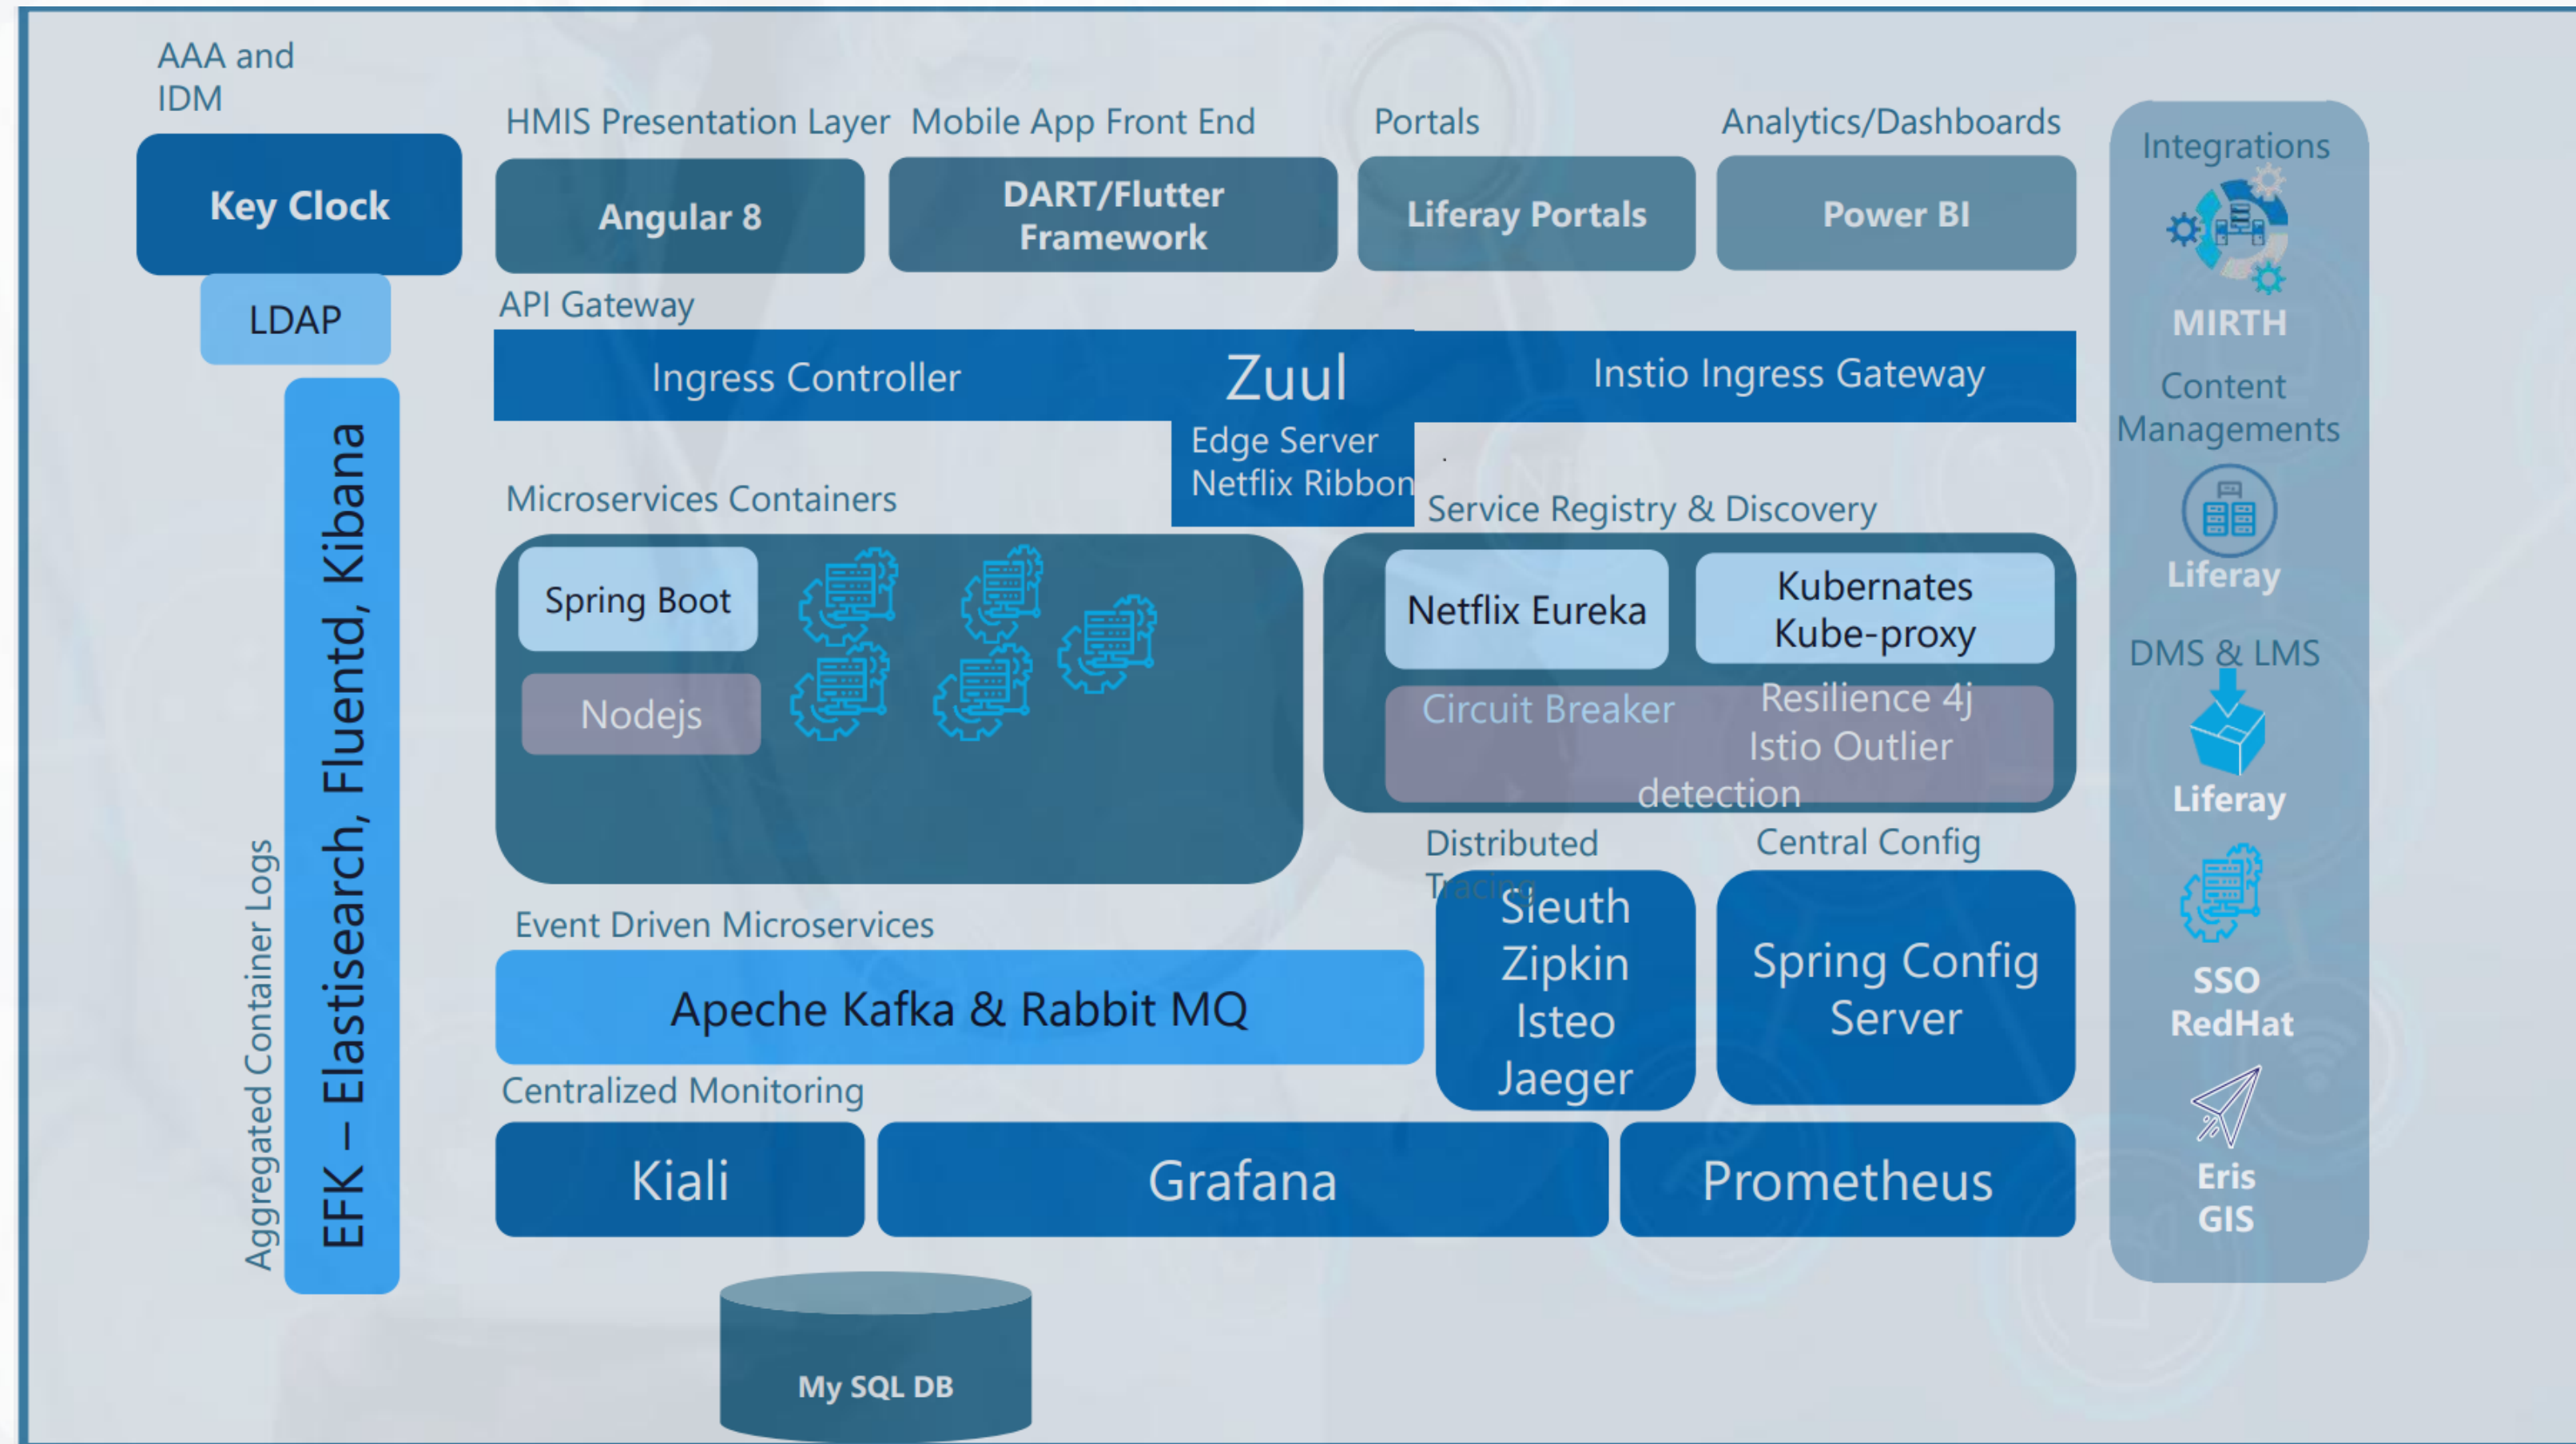 AAA and
IDM
Key Clock
LDAP
Aggregated Container Logs
EFK – Elastisearch, Fluentd, Kibana
HMIS Presentation Layer
Angular 8
Mobile App Front End
DART/Flutter
Framework
Portals
Liferay Portals
Analytics/Dashboards
Power BI
API Gateway
Ingress Controller
Zuul
Edge Server
Netflix Ribbon
Instio Ingress Gateway
.
Microservices Containers
Spring Boot
Nodejs
Service Registry & Discovery
Netflix Eureka
Kubernates
Kube-proxy
Circuit Breaker
Resilience 4j
Istio Outlier
detection
Event Driven Microservices
Apeche Kafka & Rabbit MQ
Distributed
Tracing
Sleuth
Zipkin
Isteo
Jaeger
Central Config
Spring Config
Server
Centralized Monitoring
Kiali
Grafana
Prometheus
My SQL DB
Integrations
MIRTH
Content
Managements
Liferay
DMS & LMS
Liferay
SSO
RedHat
Eris
GIS